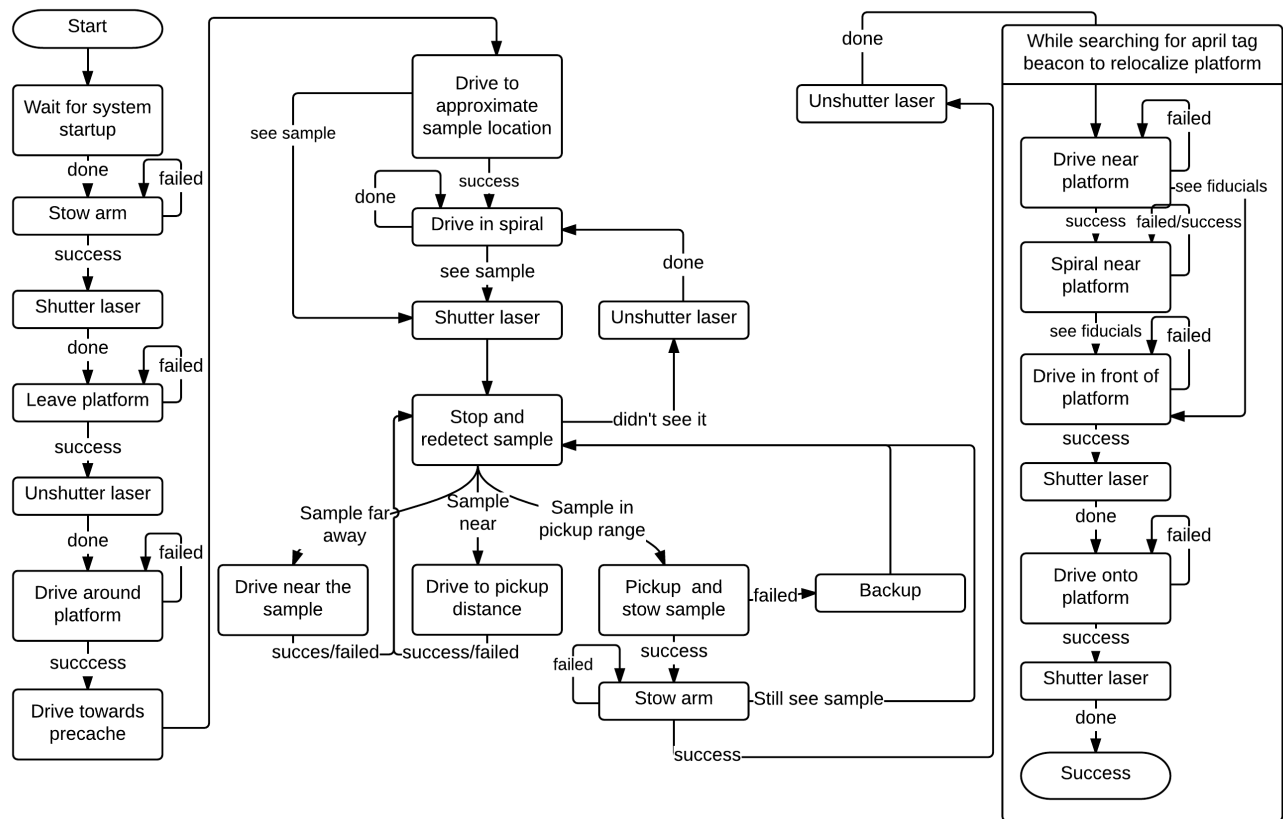 Start
Wait for system
startup
done
failed
Stow arm
success
Shutter laser
done
failed
Leave platform
success
Unshutter laser
done
failed
Drive around
platform
succcess
Drive towards
precache
Drive to
approximate
sample location
see sample
success
done
Drive in spiral
see sample
done
Shutter laser
Unshutter laser
Stop and
redetect sample
didn't see it
Sample far
away
Sample
near
Sample in
pickup range
Drive near the
sample
Drive to pickup
distance
Pickup and
stow sample
failed
Backup
succes/failed
success/failed
success
failed
Stow arm
Still see sample
success
done
Unshutter laser
While searching for april tag
beacon to relocalize platform
failed
Drive near
platform
see fiducials
success
failed/success
Spiral near
platform
see fiducials
failed
Drive in front of
platform
success
Shutter laser
done
failed
Drive onto
platform
success
Shutter laser
done
Success